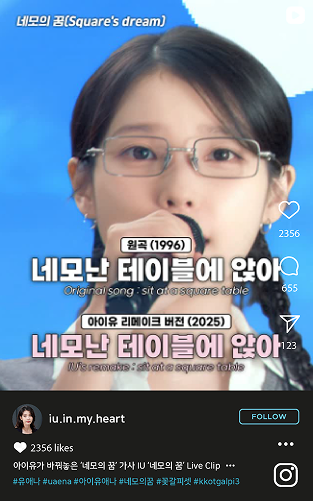 네모의 꿈(Square's dream)
원곡 (1996)
네모난 테이블에 앉아
Original song : sit at a square table
아이유 리메이크 버전 (2025)
네모난 테이블에 앉아
IU's remake : sit at a square table
2356
655
123
iu.in.my.heart
FOLLOW
2356 likes
아이유가 바꿔놓은 '네모의 꿈' 가사 IU '네모의 꿈' Live Clip •••
#유애나 #uaena #아이유애나 #네모의꿈 #꽃갈피셋 #kkotgalpi3